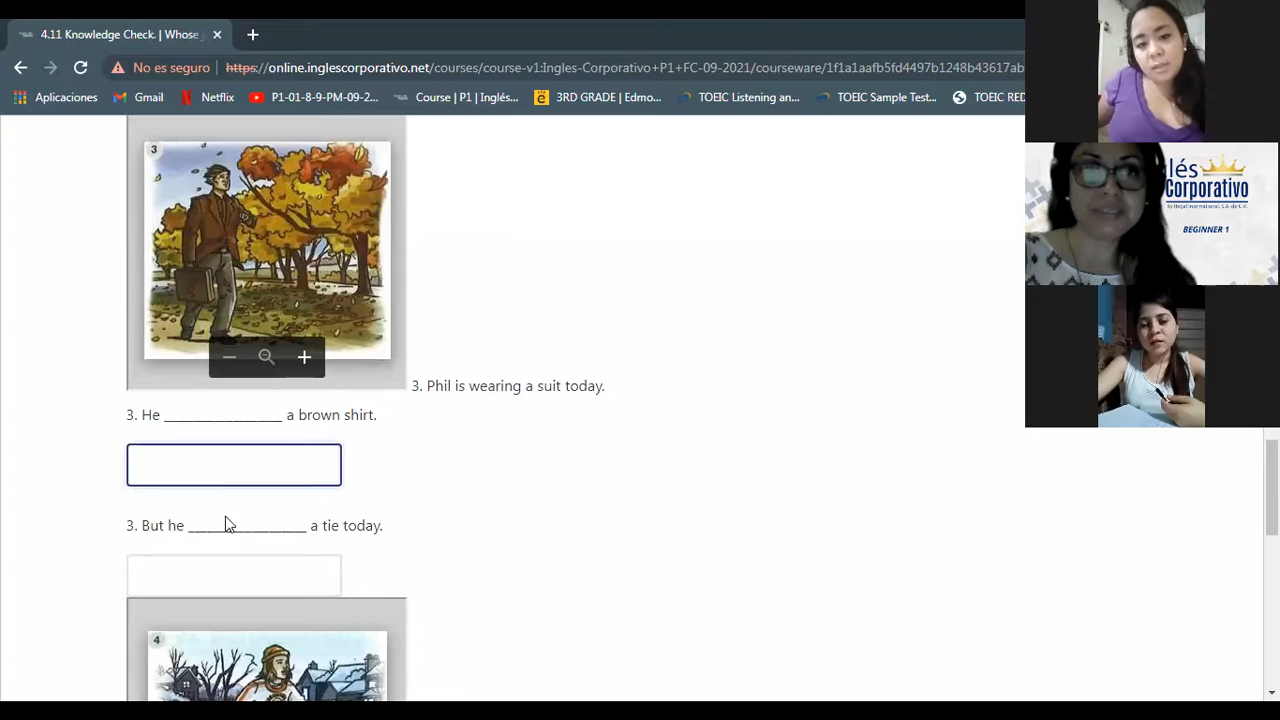 4.11 Knowledge Check. | Whose
No es seguro
https://online.inglescorporativo.net/courses/course-v1:Ingles-Corporativo+P1+FC-09-2021/courseware/1f1a1aafb5fd4497b1248b43617ab
Aplicaciones
Gmail
Netflix
P1-01-8-9-PM-09-2...
Course | P1 | Inglés...
3RD GRADE | Edmo...
TOEIC Listening an...
TOEIC Sample Test...
TOEIC RED
lés
Corporativo
BEGINNER 1
3
3. Phil is wearing a suit today.
3. He ________________ a brown shirt.
3. But he ________________ a tie today.
4